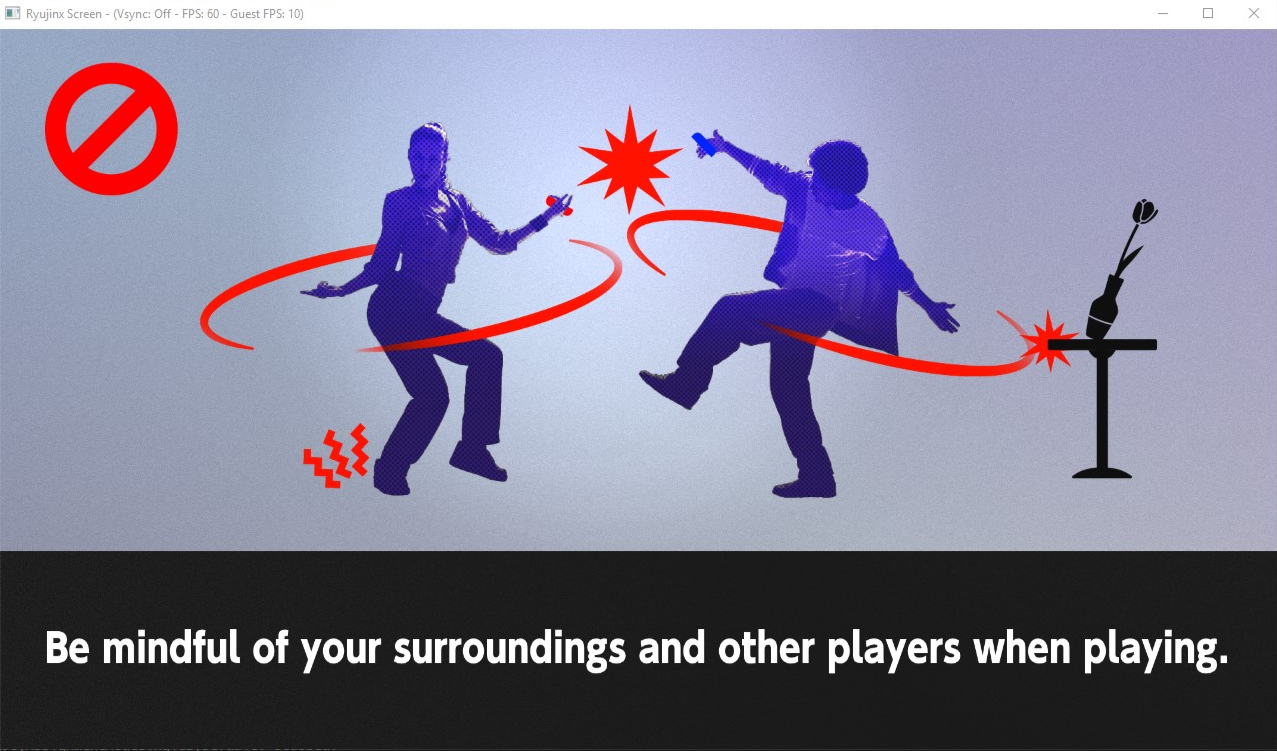 Ryujinx Screen - (Vsync: Off - FPS: 60 - Guest FPS: 10)
Be mindful of your surroundings and other players when playing.